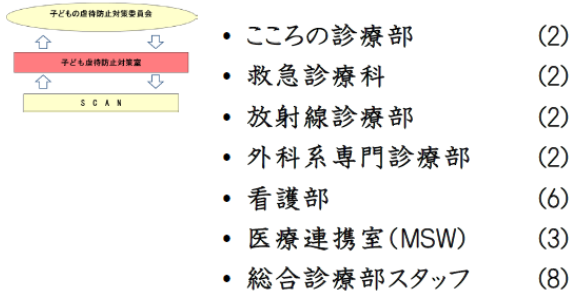 子どもの虐待防止対策委員会
子ども虐待防止対策室
SCAN
• こころの診療部 (2)
• 救急診療科 (2)
• 放射線診療部 (2)
• 外科系専門診療部 (2)
• 看護部 (6)
• 医療連携室(MSW) (3)
• 総合診療部スタッフ (8)